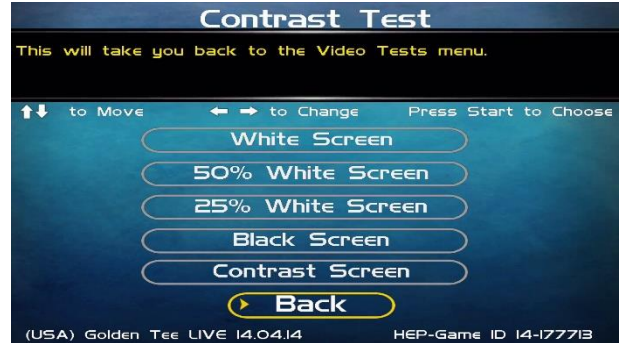 Contrast Test
This will take you back to the Video Tests menu.
to Move to Change Press Start to Choose
White Screen
50% White Screen
25% White Screen
Black Screen
Contrast Screen
Back
(USA) Golden Tee LIVE 14.04.14 HEP-Game ID 14-177713